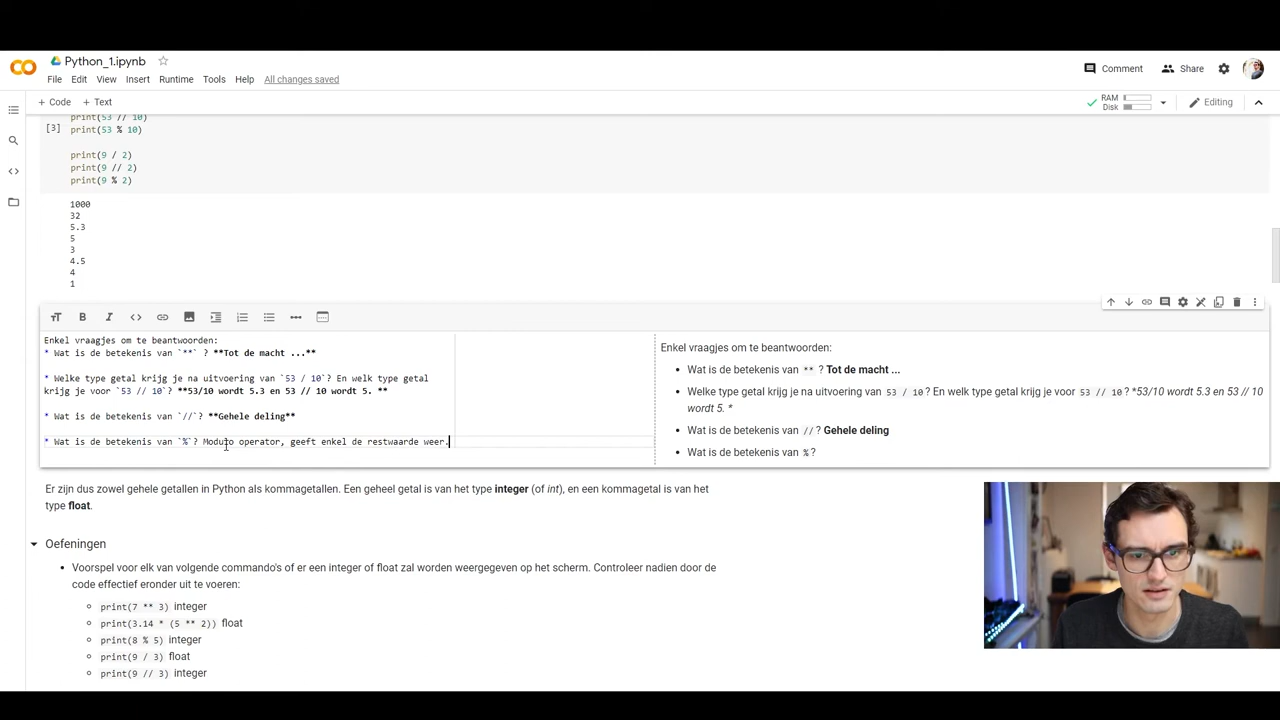 Python_1.ipynb
File Edit View Insert Runtime Tools Help All changes saved
Comment Share
+ Code + Text
RAM
Disk
Editing
print(53 // 10)
[3] print(53 % 10)
print(9 / 2)
print(9 // 2)
print(9 % 2)
1000
32
5.3
5
3
4.5
4
1
Enkel vraagjes om te beantwoorden:
* Wat is de betekenis van `**` ? **Tot de macht ...**
* Welke type getal krijg je na uitvoering van `53 / 10`? En welk type getal
krijg je voor `53 // 10`? **53/10 wordt 5.3 en 53 // 10 wordt 5. **
* Wat is de betekenis van `//`? **Gehele deling**
* Wat is de betekenis van `%`? Modulo operator, geeft enkel de restwaarde weer.
Enkel vraagjes om te beantwoorden:
• Wat is de betekenis van ** ? Tot de macht ...
• Welke type getal krijg je na uitvoering van 53 / 10? En welk type getal krijg je voor 53 // 10? *53/10 wordt 5.3 en 53 // 10
wordt 5. *
• Wat is de betekenis van //? Gehele deling
• Wat is de betekenis van %?
Er zijn dus zowel gehele getallen in Python als kommagetallen. Een geheel getal is van het type integer (of int), en een kommagetal is van het
type float.
Oefeningen
• Voorspel voor elk van volgende commando's of er een integer of float zal worden weergegeven op het scherm. Controleer nadien door de
code effectief eronder uit te voeren:
print(7 ** 3) integer
print(3.14 * (5 ** 2)) float
print(8 % 5) integer
print(9 / 3) float
print(9 // 3) integer